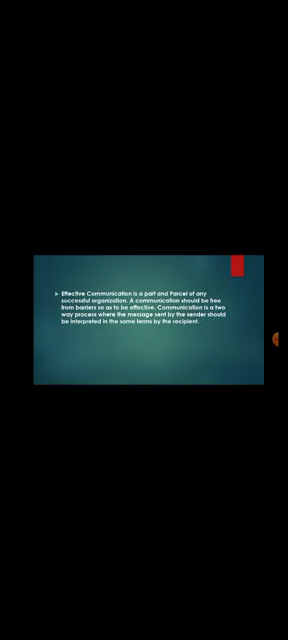 Effective Communication is a part and Parcel of any
successful organization. A communication should be free
from barriers so as to be effective. Communication is a two
way process where the message sent by the sender should
be interpreted in the same terms by the recipient.